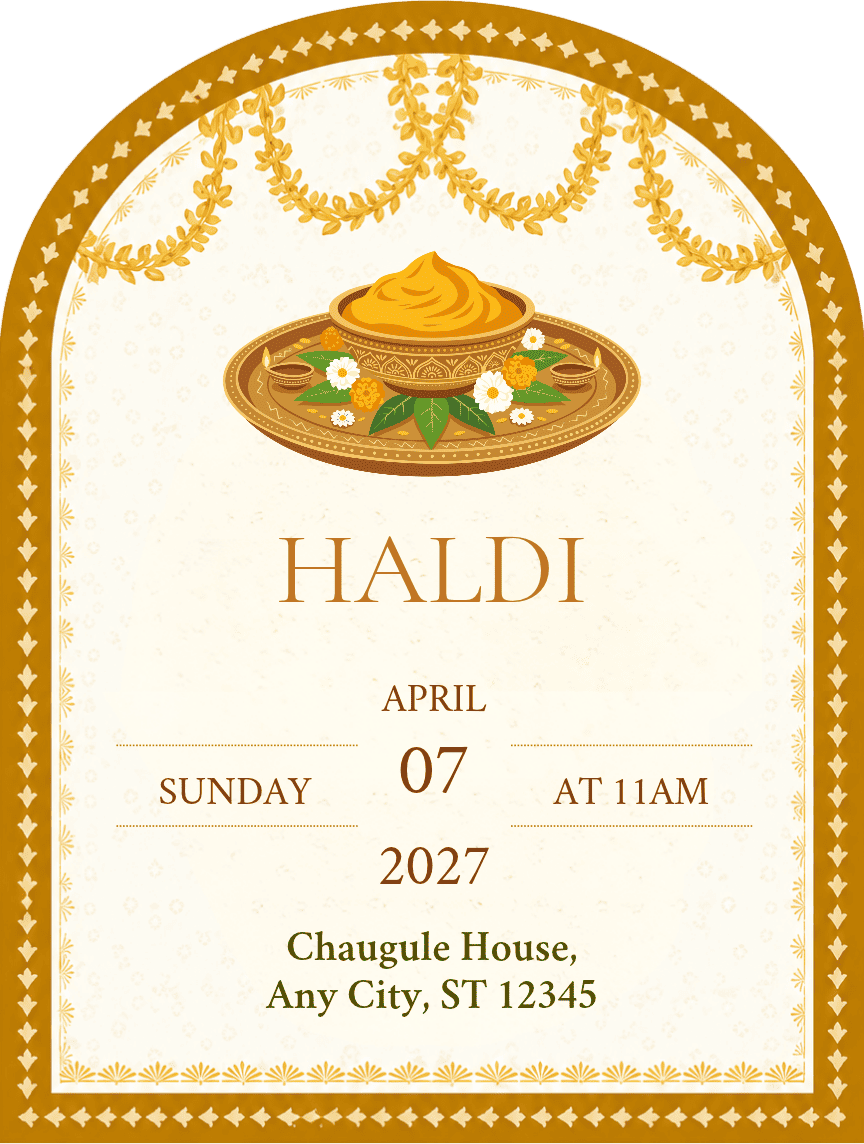 HALDI
APRIL
SUNDAY
07
AT 11AM
2027
Chaugule House,
Any City, ST 12345